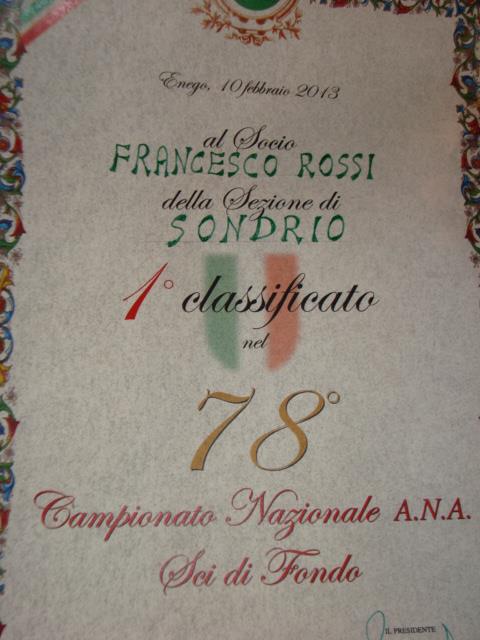 Enego, 10 febbraio 2013
al Socio
FRANCESCO ROSSI
della Sezione di
SONDRIO
1° classificato
nel
78°
Campionato Nazionale A.N.A.
Sci di Fondo
IL PRESIDENTE